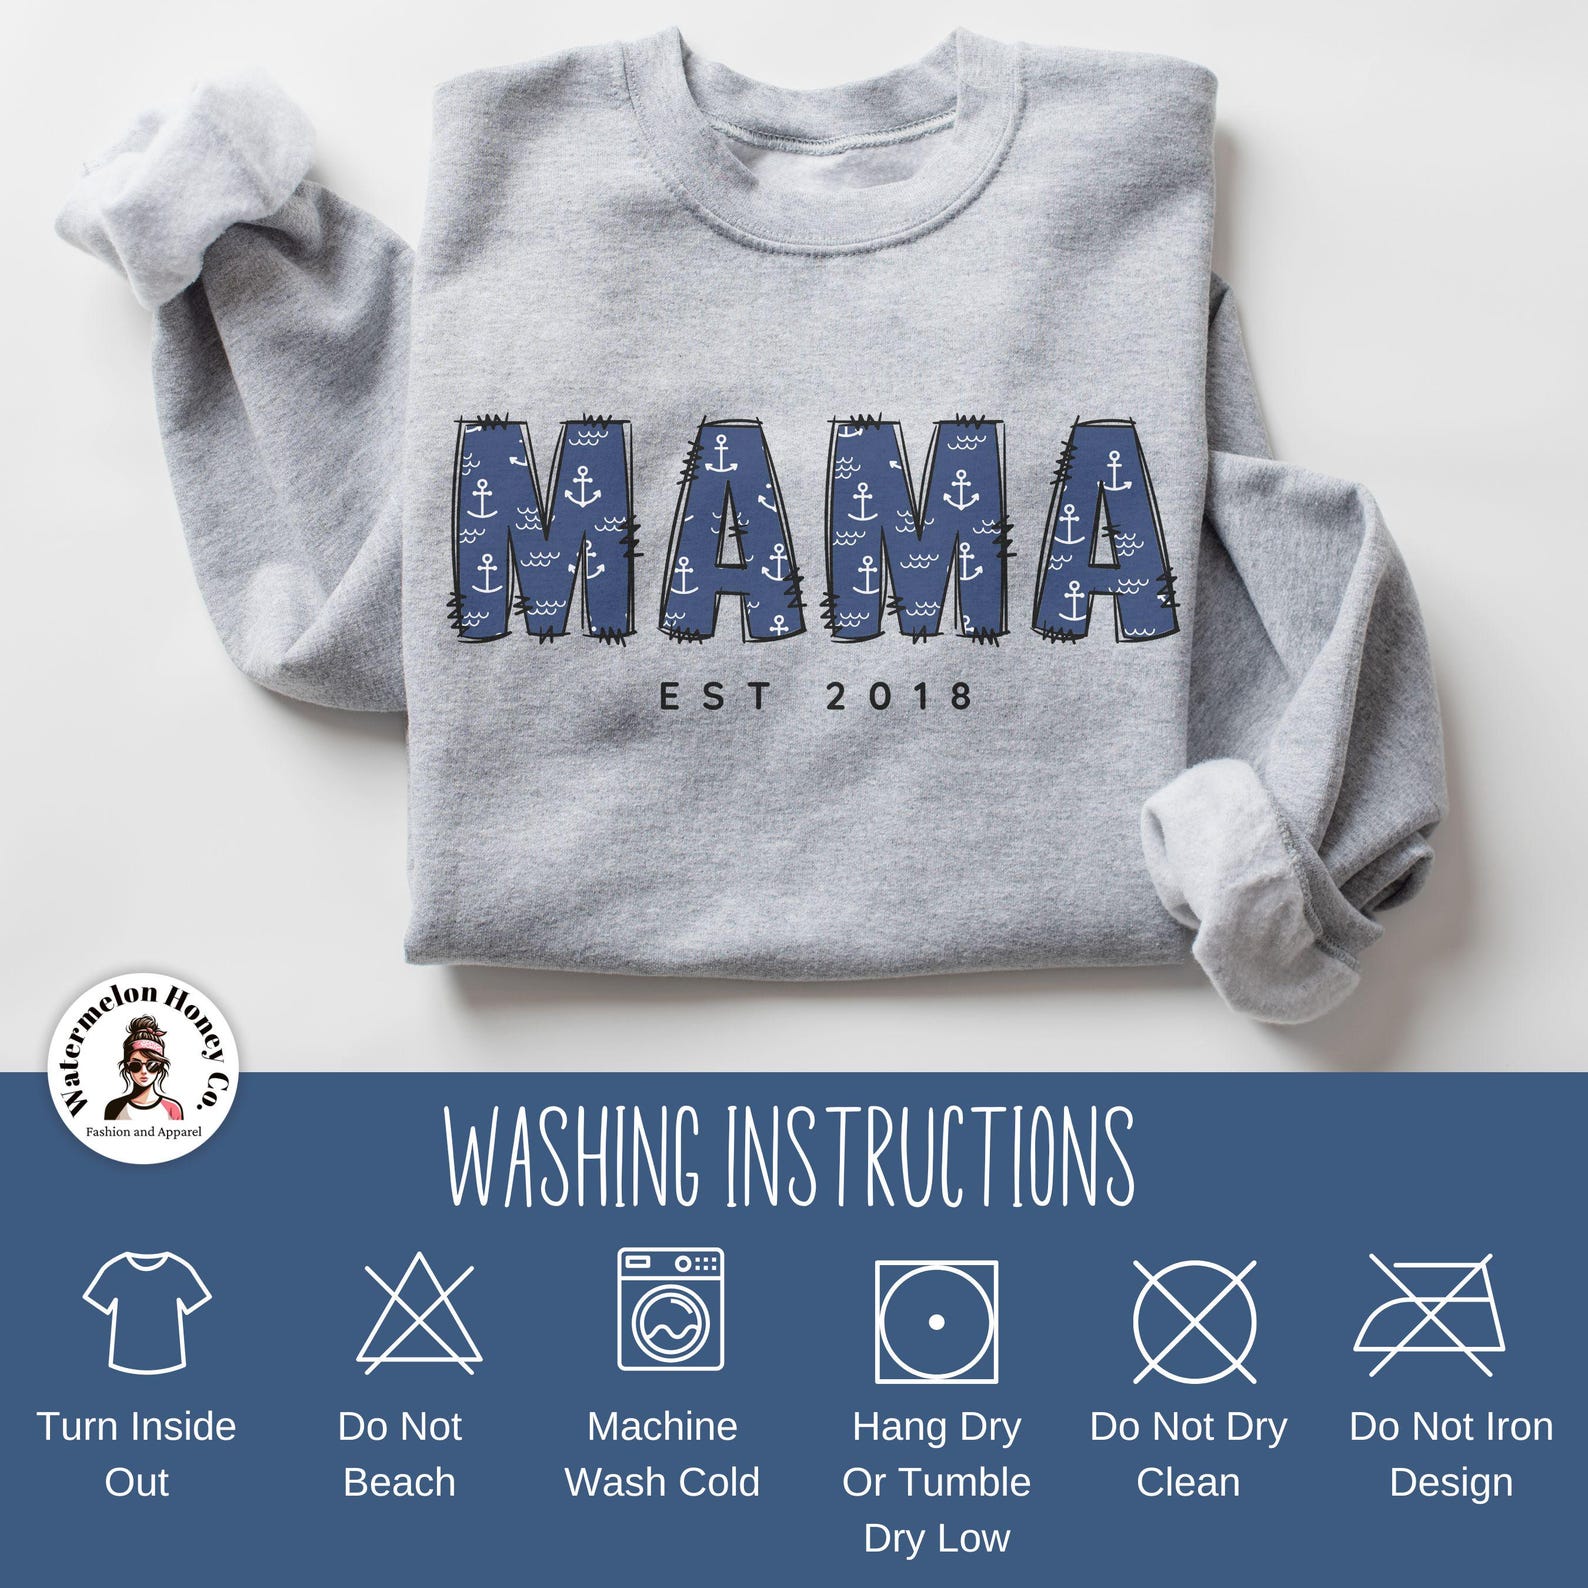 MAMA
EST 2018
Watermelon Honey Co.
Fashion and Apparel
WASHING INSTRUCTIONS
Turn Inside
Out
Do Not
Beach
Machine
Wash Cold
Hang Dry
Or Tumble
Dry Low
Do Not Dry
Clean
Do Not Iron
Design